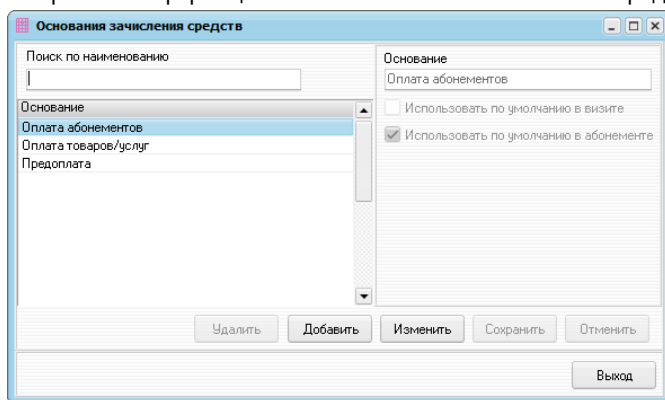 Основания зачисления средств
Поиск по наименованию
Основание
Оплата абонементов
Оплата товаров/услуг
Предоплата
Основание
Оплата абонементов
Использовать по умолчанию в визите
Использовать по умолчанию в абонементе
Удалить Добавить Изменить Сохранить Отменить
Выход